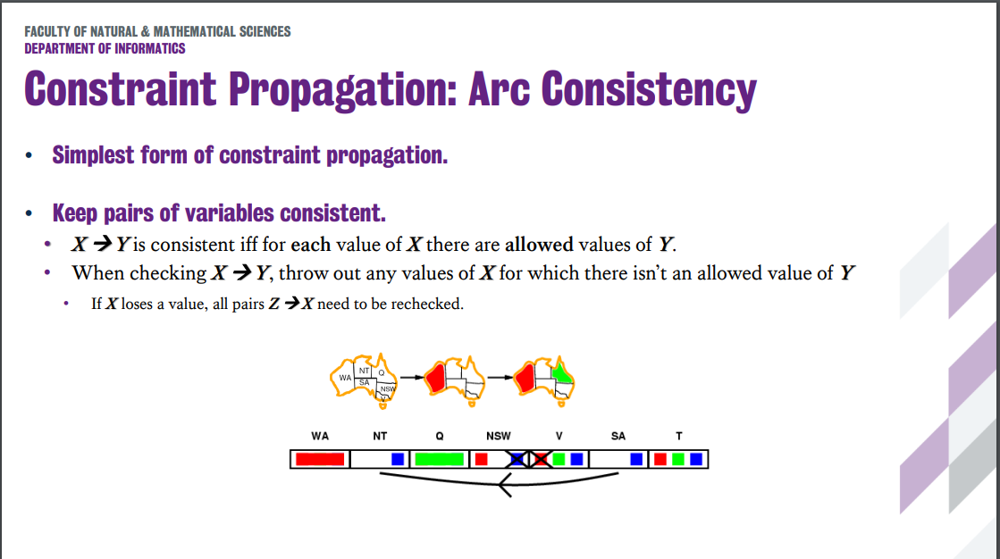 FACULTY OF NATURAL & MATHEMATICAL SCIENCES
DEPARTMENT OF INFORMATICS
Constraint Propagation: Arc Consistency
• Simplest form of constraint propagation.
• Keep pairs of variables consistent.
• X → Y is consistent iff for each value of X there are allowed values of Y.
• When checking X → Y, throw out any values of X for which there isn't an allowed value of Y
• If X loses a value, all pairs Z → X need to be rechecked.
WA NT Q
SA NSW
V
WA NT Q NSW V SA T